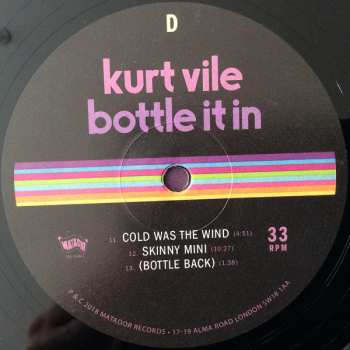 D
kurt vile
bottle it in
MATADOR
11. COLD WAS THE WIND (4:51)
12. SKINNY MINI (10:27)
13. (BOTTLE BACK) (1:38)
33
RPM
P & C 2018 MATADOR RECORDS • 17-19 ALMA ROAD LONDON SW18 1AA